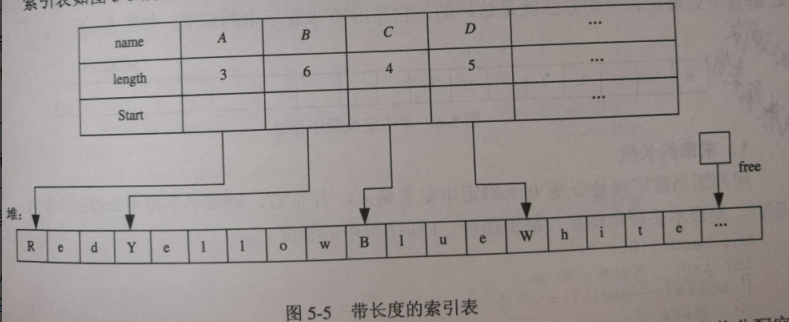 索引表如图
name A B C D ...
length 3 6 4 5 ...
Start ...
free
堆:
R e d Y e l l o w B l u e W h i t e ...
图 5-5 带长度的索引表